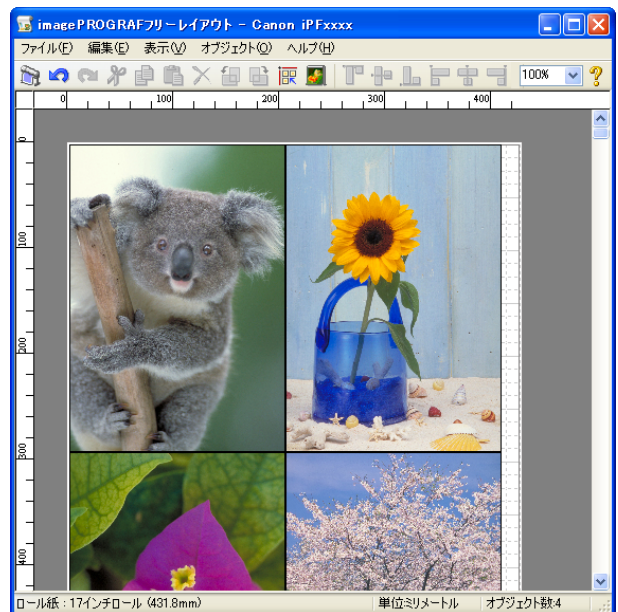 imagePROGRAFフリーレイアウト - Canon iPFxxxx
ファイル(F) 編集(E) 表示(V) オブジェクト(O) ヘルプ(H)
100%
0 100 200 300 400
0
100
200
300
400
ロール紙 : 17インチロール (431.8mm) 単位:ミリメートル オブジェクト数:4